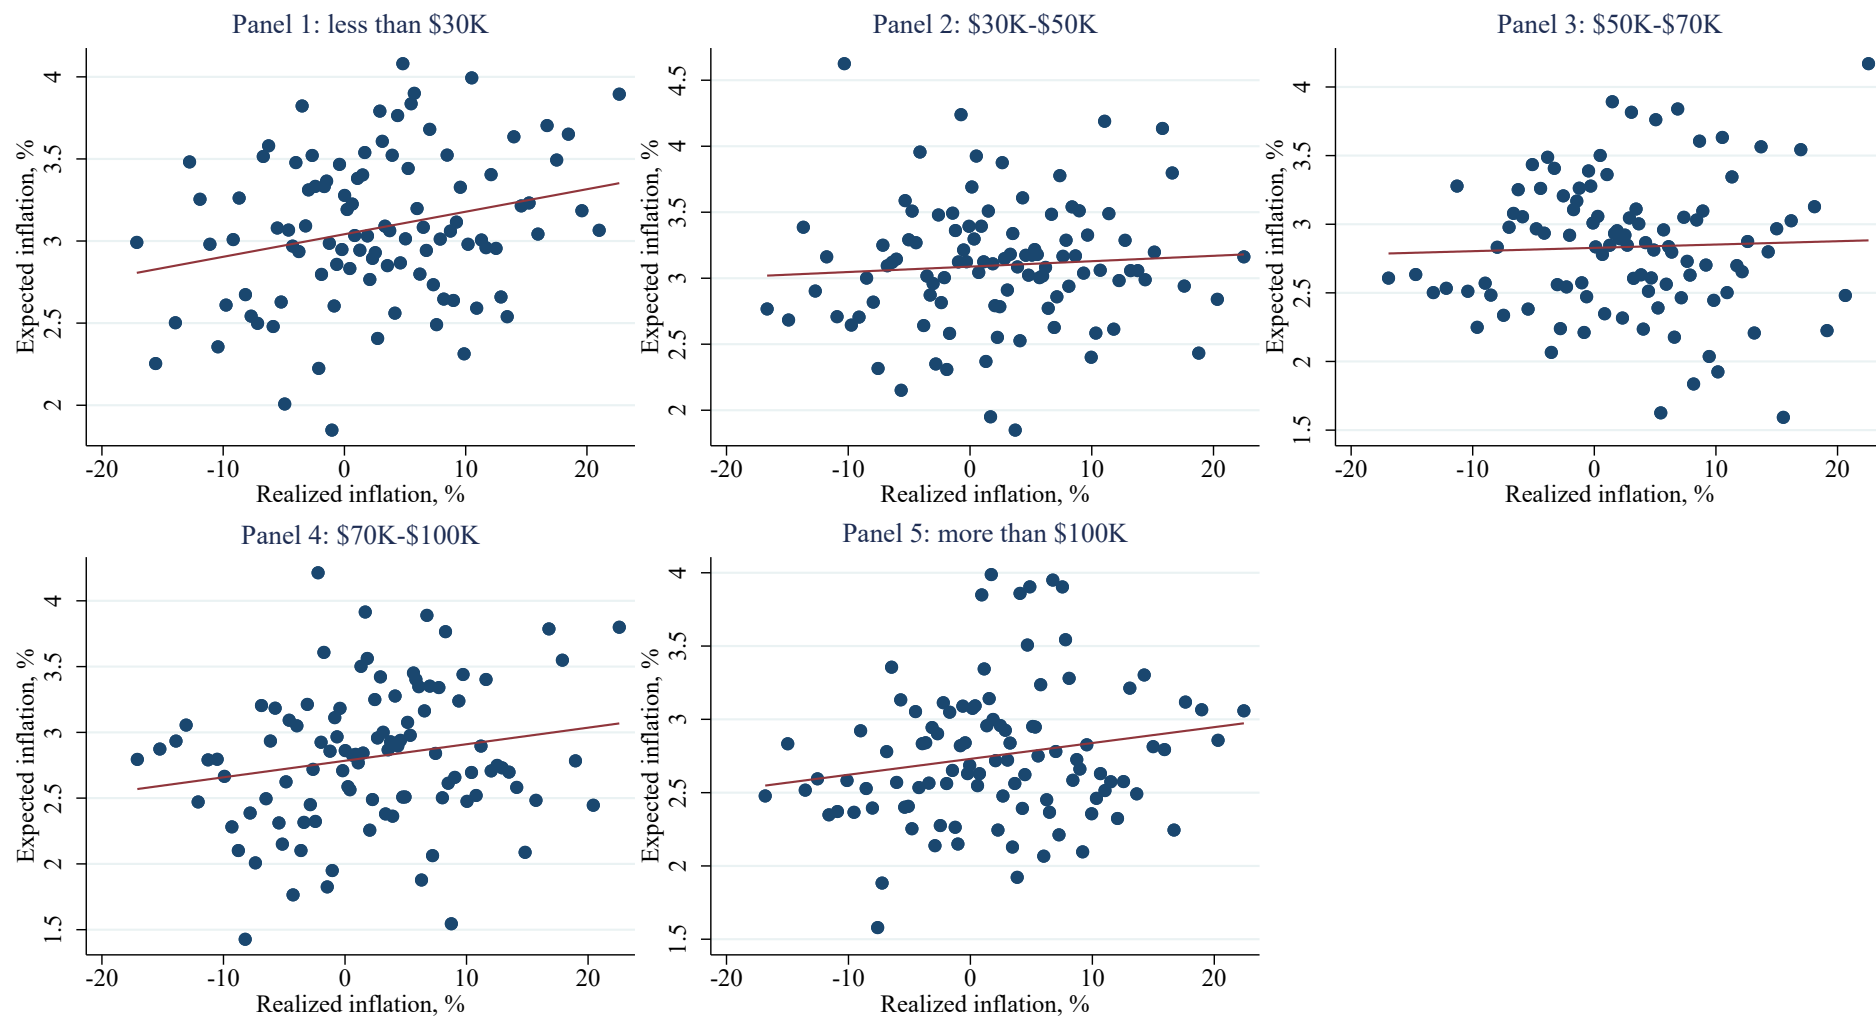 Panel 1: less than $30K
Expected inflation, %
4
3.5
3
2.5
2
-20 -10 0 10 20
Realized inflation, %
Panel 2: $30K-$50K
Expected inflation, %
4.5
4
3.5
3
2.5
2
-20 -10 0 10 20
Realized inflation, %
Panel 3: $50K-$70K
Expected inflation, %
4
3.5
3
2.5
2
1.5
-20 -10 0 10 20
Realized inflation, %
Panel 4: $70K-$100K
Expected inflation, %
4
3.5
3
2.5
2
1.5
-20 -10 0 10 20
Realized inflation, %
Panel 5: more than $100K
Expected inflation, %
4
3.5
3
2.5
2
1.5
-20 -10 0 10 20
Realized inflation, %